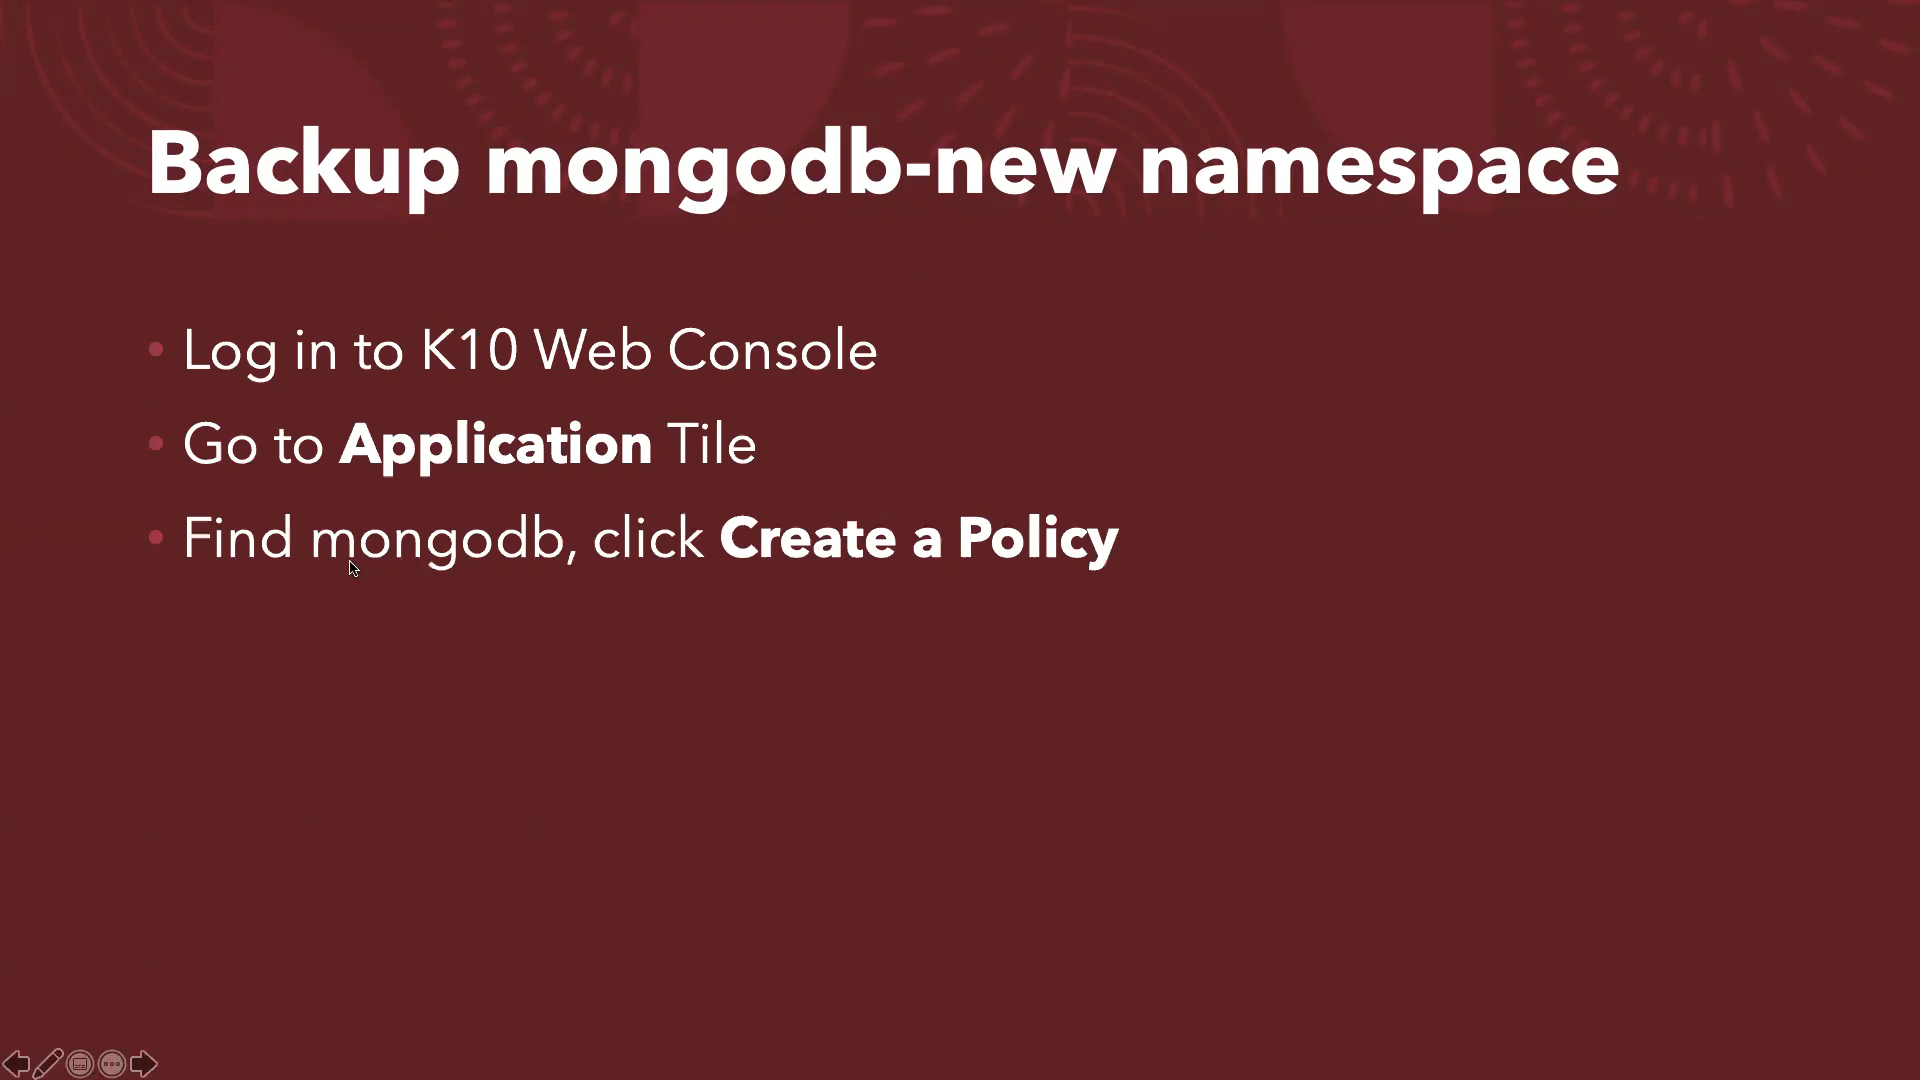 Backup mongodb-new namespace
• Log in to K10 Web Console
• Go to Application Tile
• Find mongodb, click Create a Policy